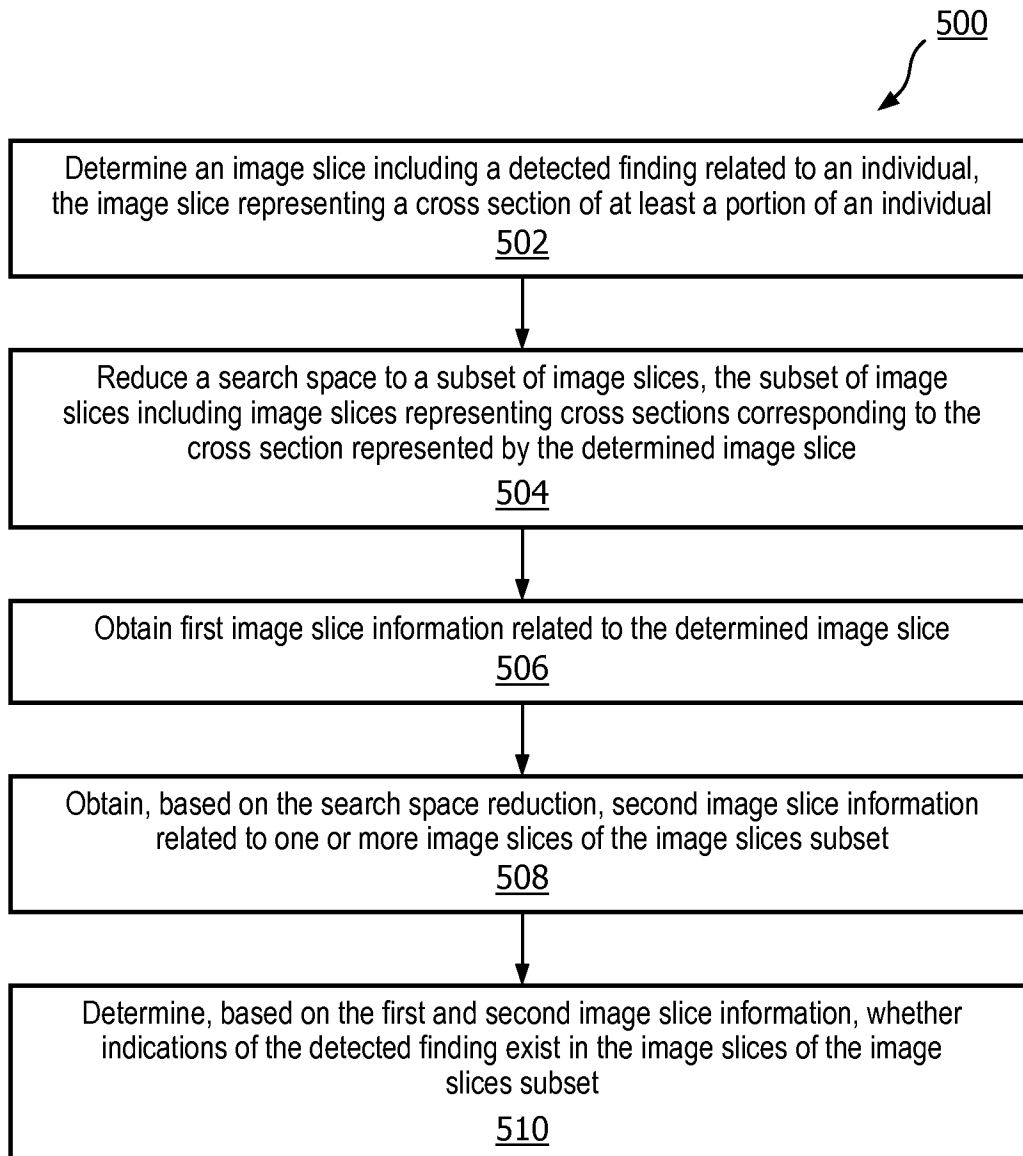 500
Determine an image slice including a detected finding related to an individual,
the image slice representing a cross section of at least a portion of an individual
502
Reduce a search space to a subset of image slices, the subset of image
slices including image slices representing cross sections corresponding to the
cross section represented by the determined image slice
504
Obtain first image slice information related to the determined image slice
506
Obtain, based on the search space reduction, second image slice information
related to one or more image slices of the image slices subset
508
Determine, based on the first and second image slice information, whether
indications of the detected finding exist in the image slices of the image
slices subset
510